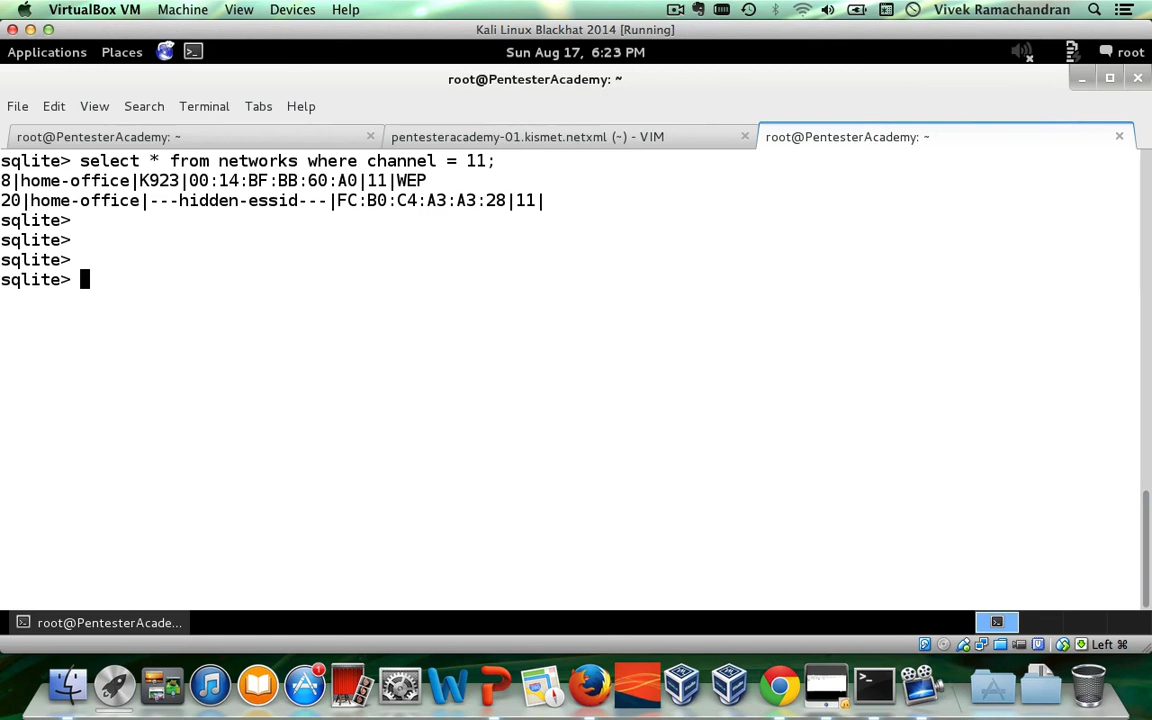 VirtualBox VM Machine View Devices Help Vivek Ramachandran
Kali Linux Blackhat 2014 [Running]
Applications Places Sun Aug 17, 6:23 PM root
root@PentesterAcademy: ~
File Edit View Search Terminal Tabs Help
root@PentesterAcademy: ~ pentesteracademy-01.kismet.netxml (~) - VIM root@PentesterAcademy: ~
sqlite> select * from networks where channel = 11;
8|home-office|K923|00:14:BF:BB:60:A0|11|WEP
20|home-office|---hidden-essid---|FC:B0:C4:A3:A3:28|11|
sqlite>
sqlite>
sqlite>
sqlite>
root@PentesterAcade...
Left ⌘